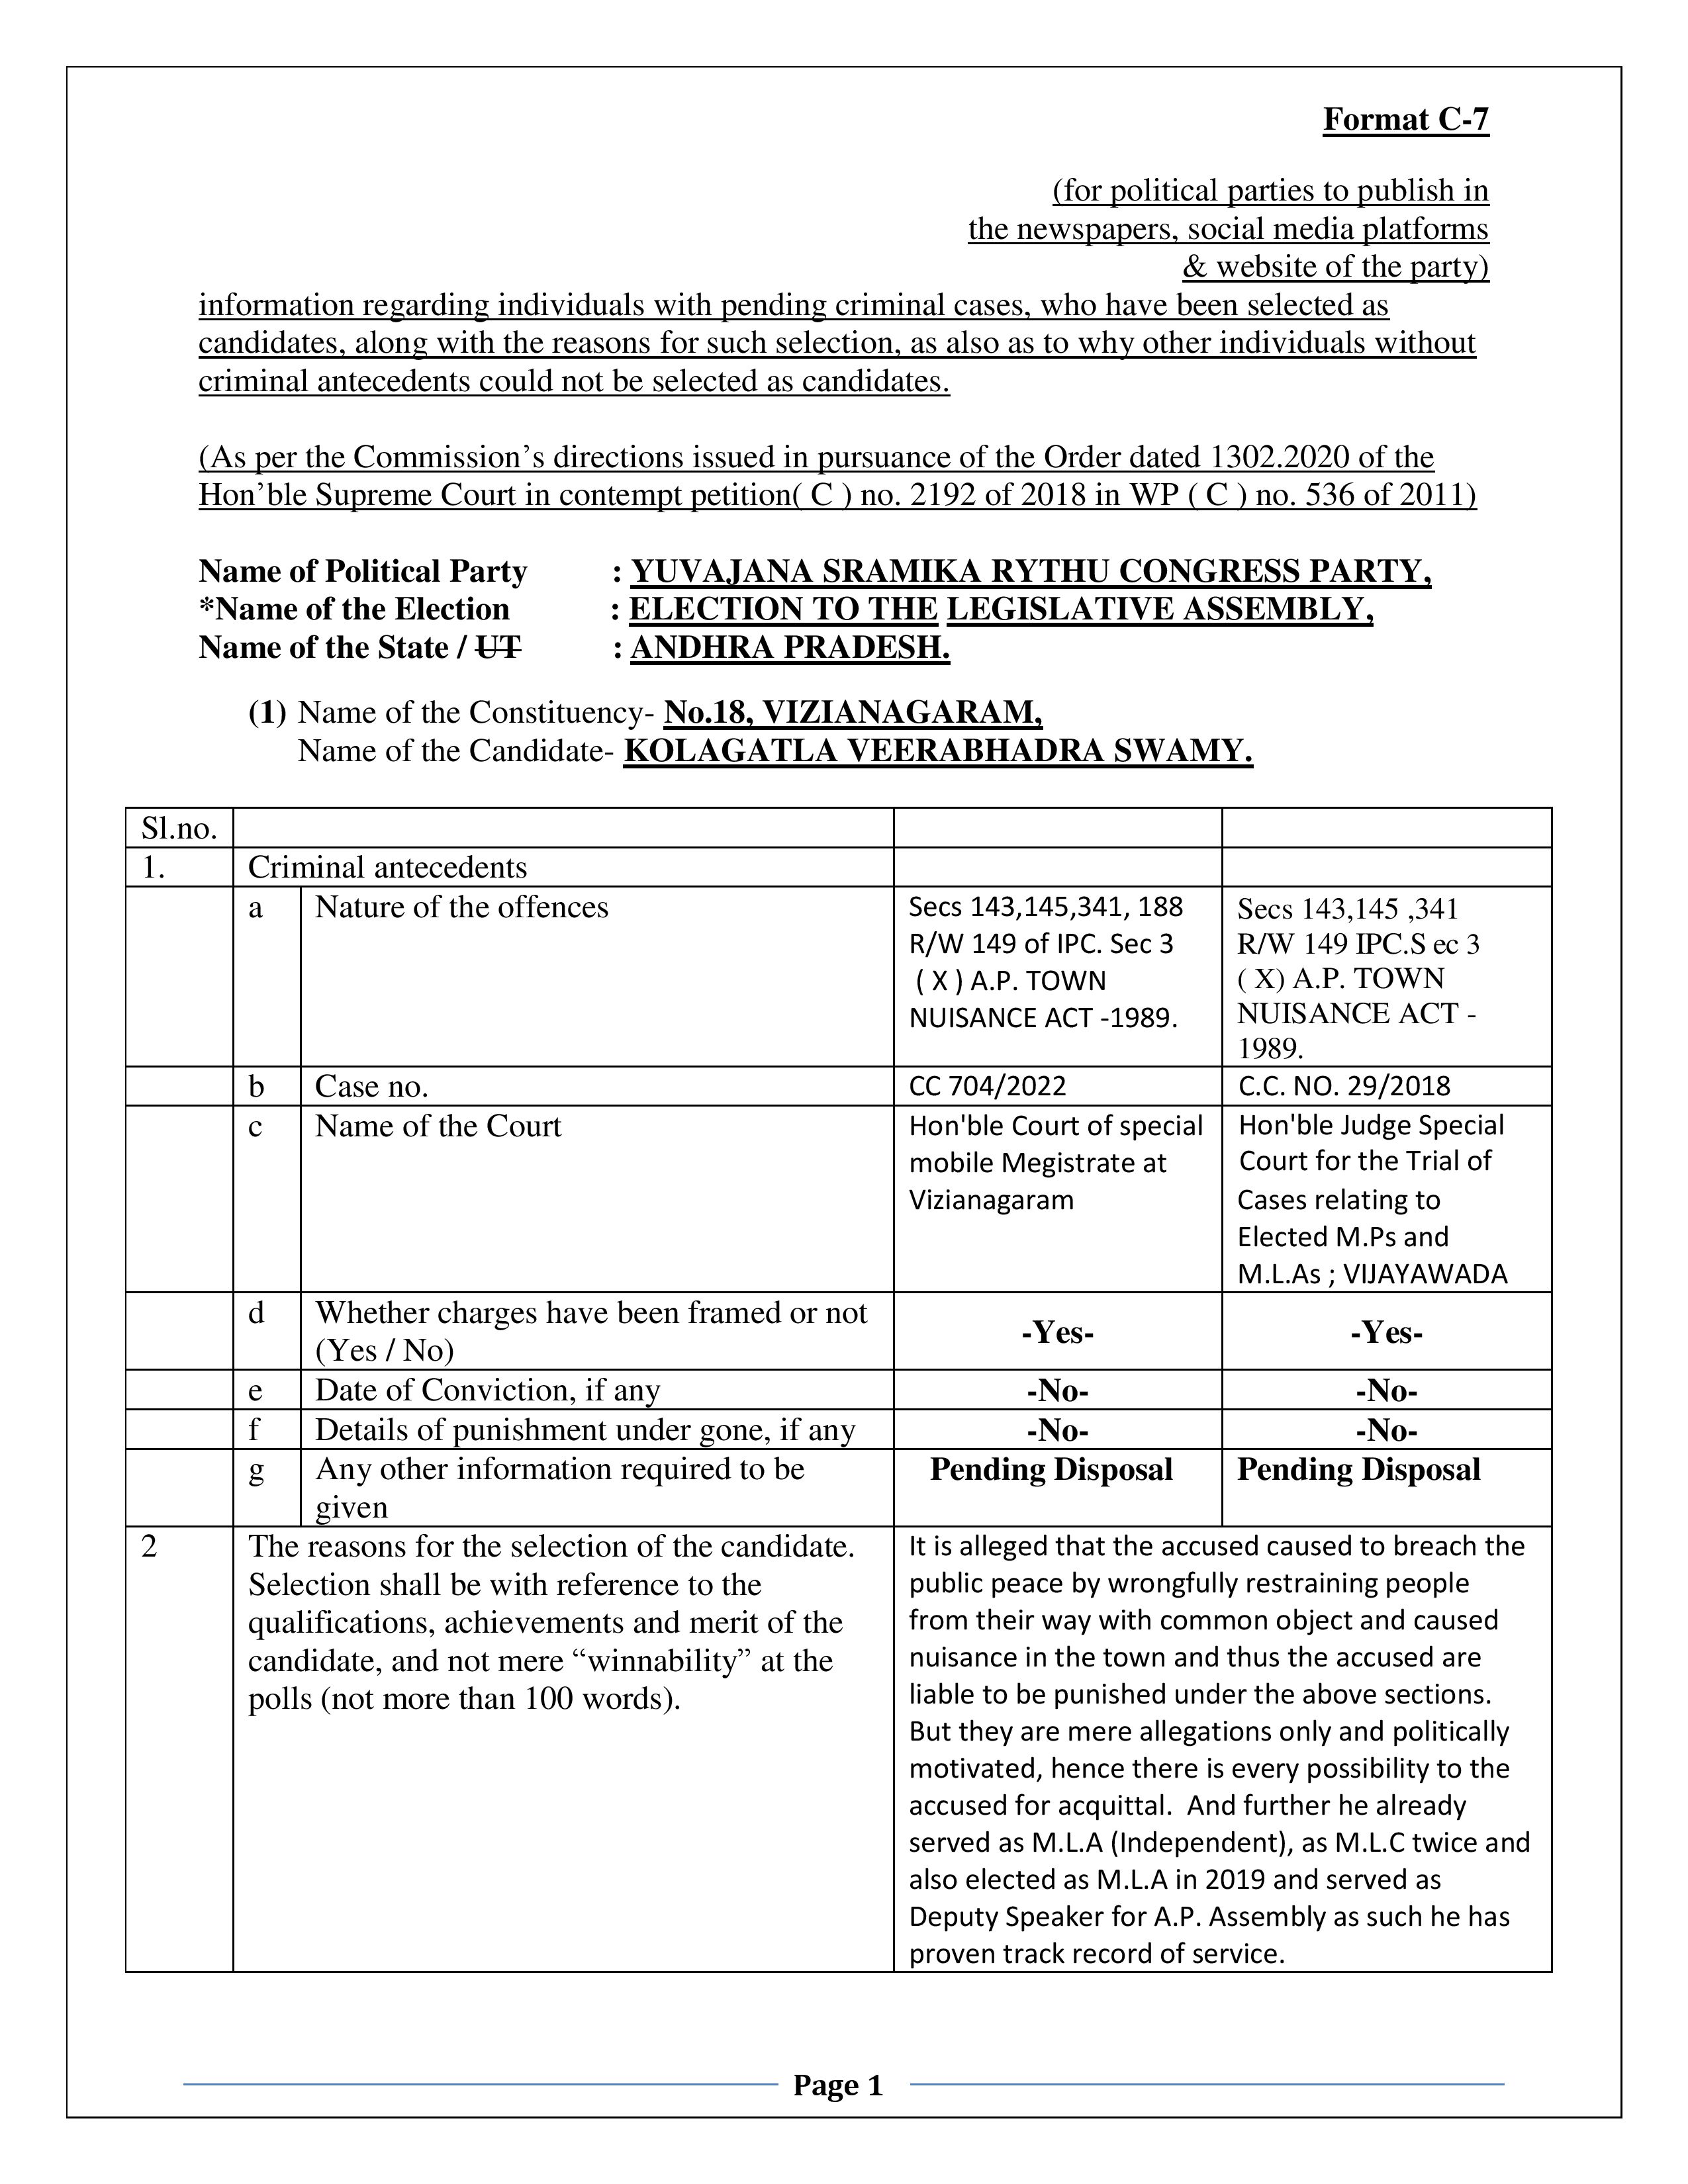 Format C-7
(for political parties to publish in
the newspapers, social media platforms
& website of the party)
information regarding individuals with pending criminal cases, who have been selected as
candidates, along with the reasons for such selection, as also as to why other individuals without
criminal antecedents could not be selected as candidates.
(As per the Commission’s directions issued in pursuance of the Order dated 1302.2020 of the
Hon’ble Supreme Court in contempt petition( C ) no. 2192 of 2018 in WP ( C ) no. 536 of 2011)
Name of Political Party : YUVAJANA SRAMIKA RYTHU CONGRESS PARTY,
*Name of the Election : ELECTION TO THE LEGISLATIVE ASSEMBLY,
Name of the State / UT : ANDHRA PRADESH.
(1) Name of the Constituency- No.18, VIZIANAGARAM,
Name of the Candidate- KOLAGATLA VEERABHADRA SWAMY.
Sl.no.
1. Criminal antecedents
a Nature of the offences
Secs 143,145,341, 188
R/W 149 of IPC. Sec 3
( X ) A.P. TOWN
NUISANCE ACT -1989.
Secs 143,145 ,341
R/W 149 IPC.S ec 3
( X) A.P. TOWN
NUISANCE ACT -
1989.
b Case no. CC 704/2022 C.C. NO. 29/2018
c Name of the Court
Hon'ble Court of special
mobile Megistrate at
Vizianagaram
Hon'ble Judge Special
Court for the Trial of
Cases relating to
Elected M.Ps and
M.L.As ; VIJAYAWADA
d Whether charges have been framed or not
(Yes / No)
-Yes- -Yes-
e Date of Conviction, if any -No- -No-
f Details of punishment under gone, if any -No- -No-
g Any other information required to be
given
Pending Disposal Pending Disposal
2 The reasons for the selection of the candidate.
Selection shall be with reference to the
qualifications, achievements and merit of the
candidate, and not mere “winnability” at the
polls (not more than 100 words).
It is alleged that the accused caused to breach the
public peace by wrongfully restraining people
from their way with common object and caused
nuisance in the town and thus the accused are
liable to be punished under the above sections.
But they are mere allegations only and politically
motivated, hence there is every possibility to the
accused for acquittal.  And further he already
served as M.L.A (Independent), as M.L.C twice and
also elected as M.L.A in 2019 and served as
Deputy Speaker for A.P. Assembly as such he has
proven track record of service.
Page 1